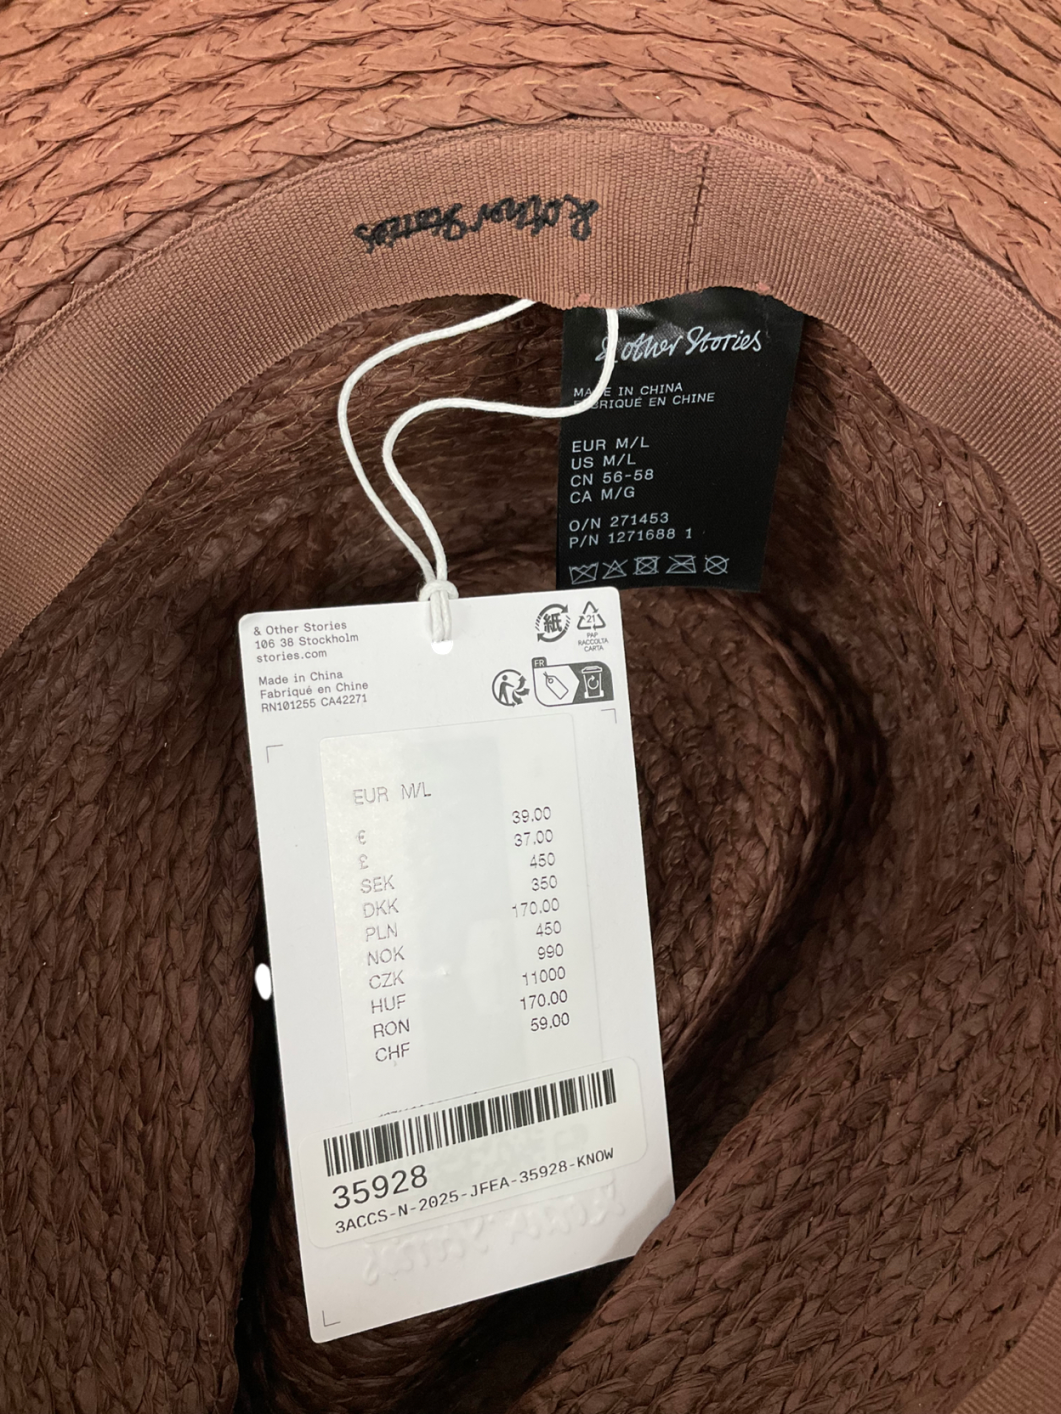 & other Stories
& other Stories
MADE IN CHINA
FABRIQUÉ EN CHINE
EUR M/L
US M/L
CN 56-58
CA M/G
O/N 271453
P/N 1271688 1
& Other Stories
106 38 Stockholm
stories.com
Made in China
Fabriqué en Chine
RN101255 CA42271
紙
21
PAP
RACCOLTA
CARTA
FR
EUR M/L
€ 39.00
£ 37.00
SEK 450
DKK 350
PLN 170.00
NOK 450
CZK 990
HUF 11000
RON 170.00
CHF 59.00
35928
3ACCS-N-2025-JFEA-35928-KNOW